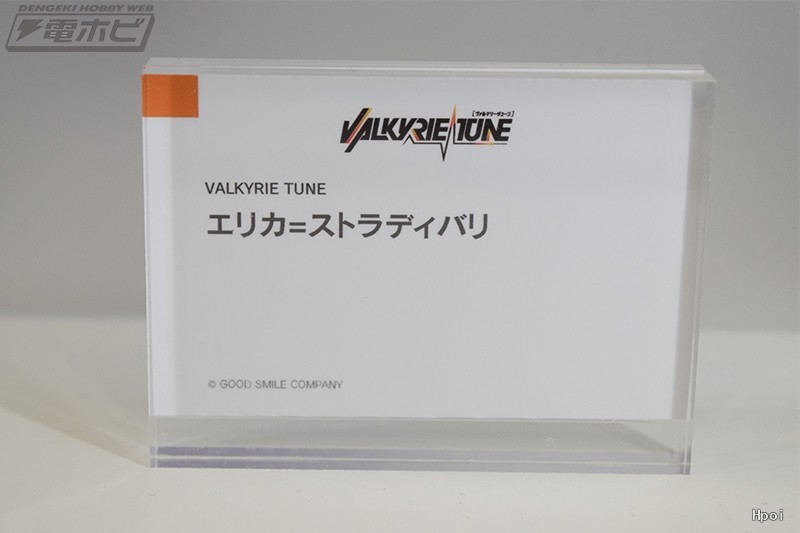 DENGEKI HOBBY WEB
電ホビ
[ヴァルキリーチューン]
VALKYRIE TUNE
VALKYRIE TUNE
エリカ=ストラディバリ
© GOOD SMILE COMPANY
Hpoi